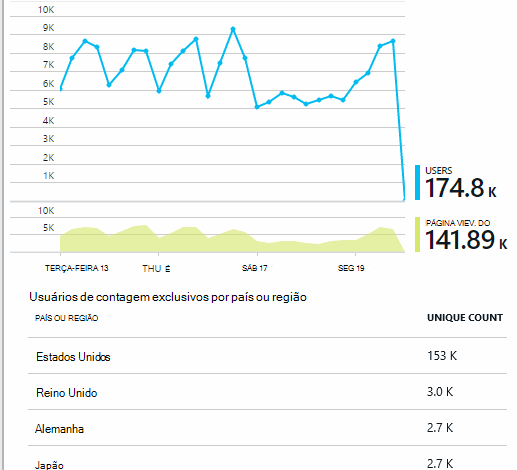 10K
9K
8K
7K
6K
5K
4K
3K
2K
1K
USERS
174.8 K
10K
5K
PÁGINA VIEV. DO
141.89 K
TERÇA-FEIRA 13
THU É
SÁB 17
SEG 19
Usuários de contagem exclusivos por país ou região
PAÍS OU REGIÃO UNIQUE COUNT
Estados Unidos 153 K
Reino Unido 3.0 K
Alemanha 2.7 K
Japão 2.7 K